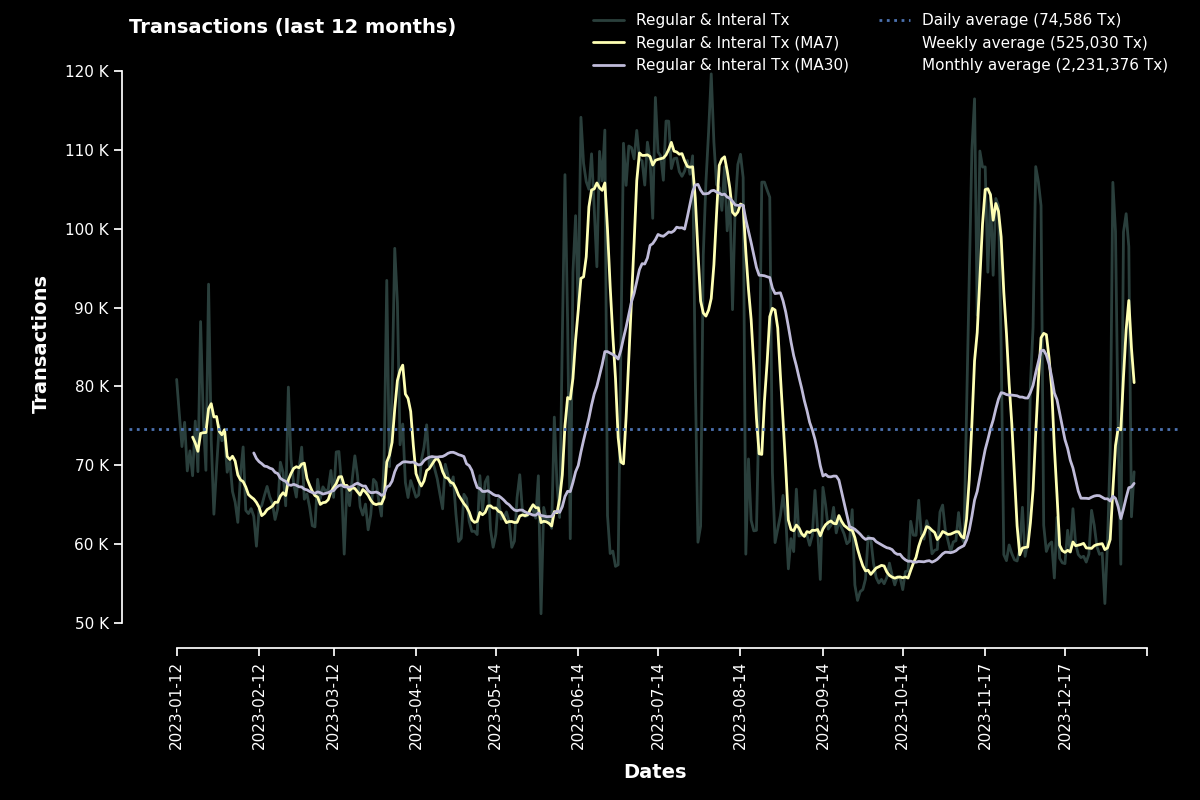 Transactions (last 12 months)
Regular & Interal Tx
Regular & Interal Tx (MA7)
Regular & Interal Tx (MA30)
Daily average (74,586 Tx)
Weekly average (525,030 Tx)
Monthly average (2,231,376 Tx)
Transactions
120 K
110 K
100 K
90 K
80 K
70 K
60 K
50 K
2023-01-12
2023-02-12
2023-03-12
2023-04-12
2023-05-14
2023-06-14
2023-07-14
2023-08-14
2023-09-14
2023-10-14
2023-11-17
2023-12-17
Dates